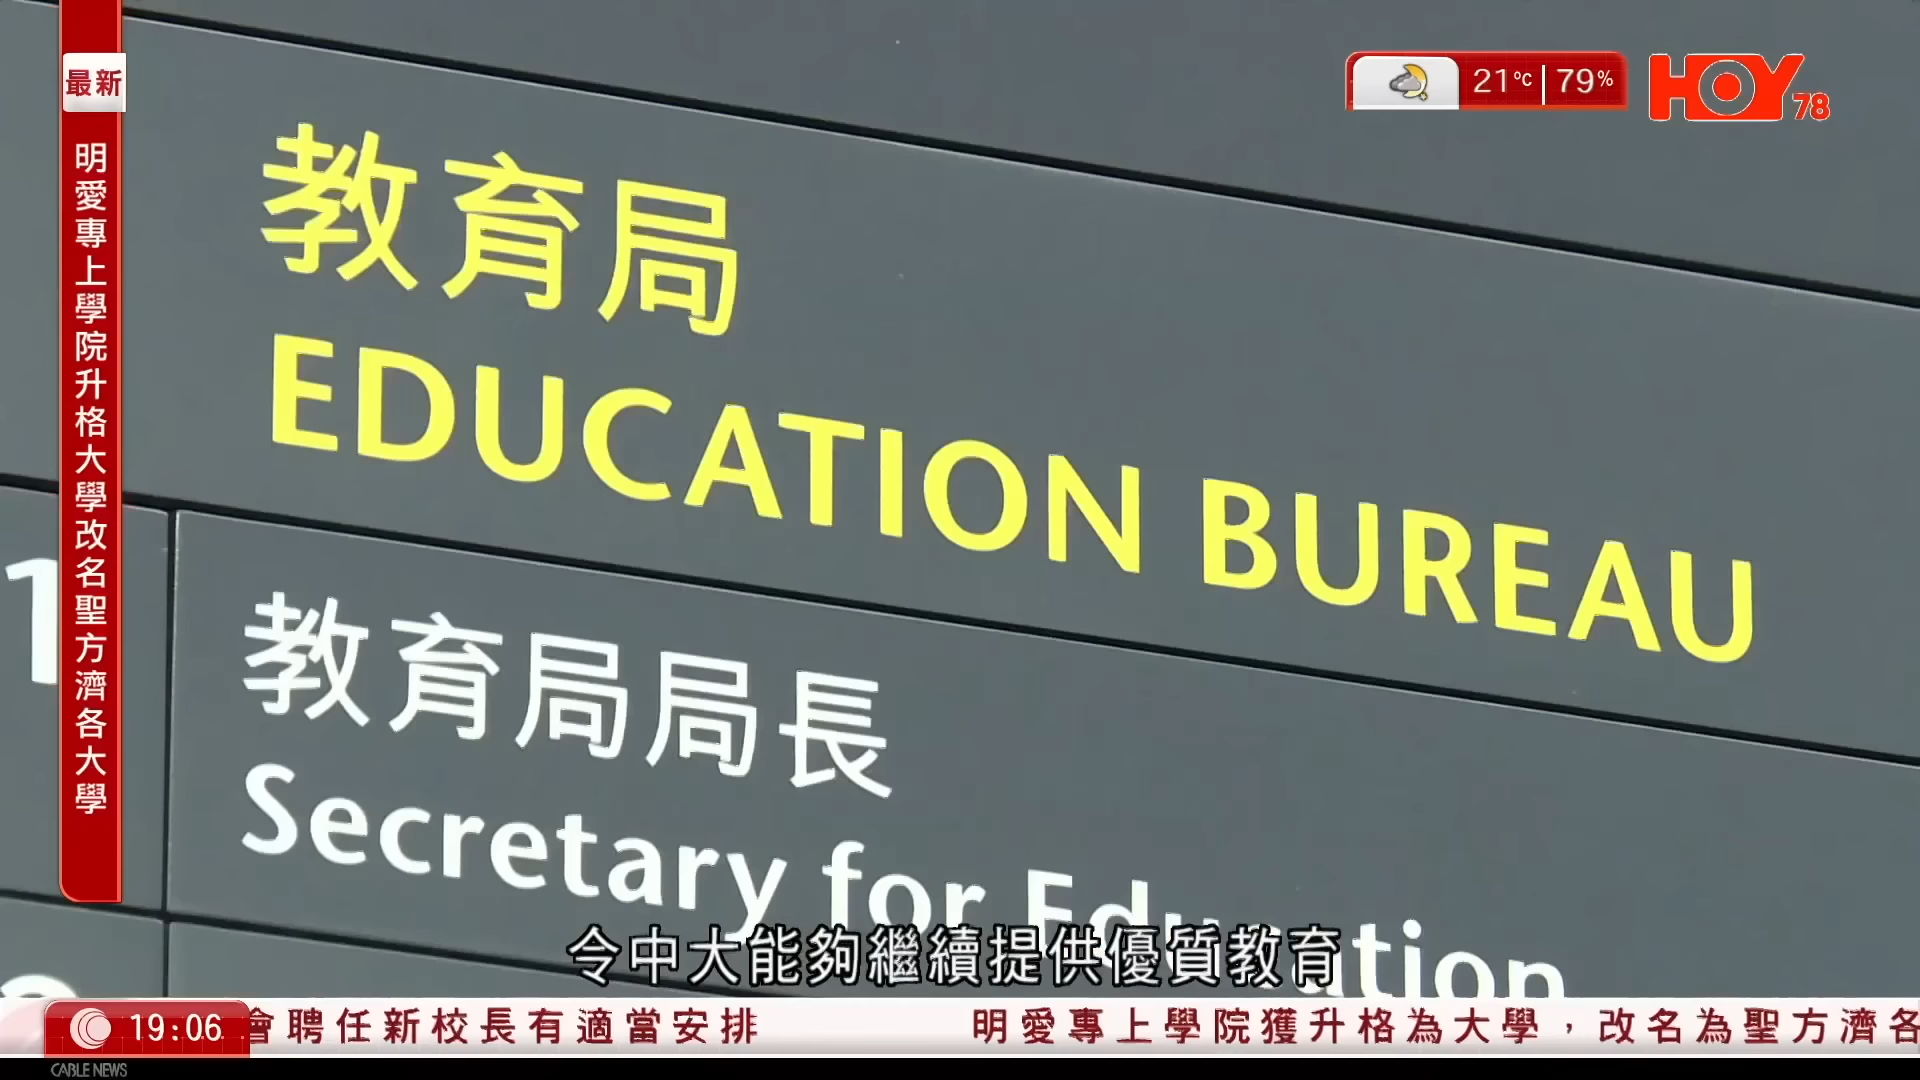 最新
明愛專上學院升格大學改名聖方濟各大學
21°C | 79%
HOY 78
教育局
EDUCATION BUREAU
1
教育局局長
Secretary for Education
令中大能夠繼續提供優質教育
19:06
會聘任新校長有適當安排 明愛專上學院獲升格為大學，改名為聖方濟各
CABLE NEWS